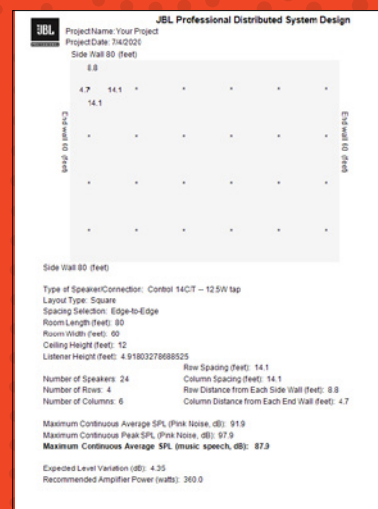 JBL Professional Distributed System Design
JBL
Project Name: Your Project
Project Date: 7/4/2020
Side Wall 80 (feet)
8.8
4.7 14.1
14.1
End wall 60 (feet)
End wall 60 (feet)
Side Wall 80 (feet)
Type of Speaker/Connection: Control 14C/T -- 12.5W tap
Layout Type: Square
Spacing Selection: Edge-to-Edge
Room Length (feet): 80
Room Width (feet): 60
Ceiling Height (feet): 12
Listener Height (feet): 4.91803278688525
Row Spacing (feet): 14.1
Number of Speakers 24 Column Spacing (feet): 14.1
Number of Rows: 4 Row Distance from Each Side Wall (feet): 8.8
Number of Columns: 6 Column Distance from Each End Wall (feet): 4.7
Maximum Continuous Average SPL (Pink Noise, dB): 91.9
Maximum Continuous Peak SPL (Pink Noise, dB): 97.9
Maximum Continuous Average SPL (music speech, dB): 87.9
Expected Level Variation (dB): 4.35
Recommended Amplifier Power (watts): 360.0